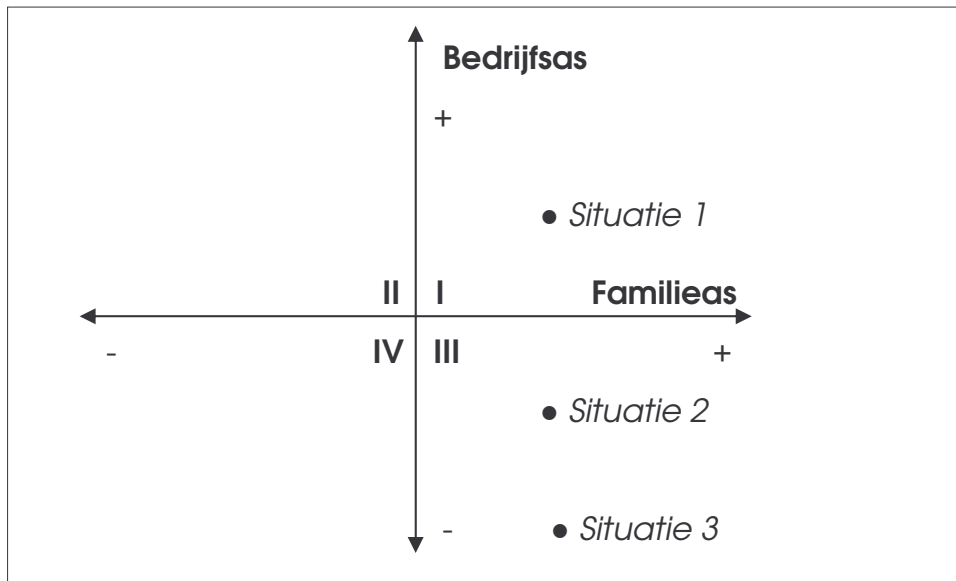 Bedrijfsas
+
● Situatie 1
II I Familieas
- IV III +
● Situatie 2
- ● Situatie 3